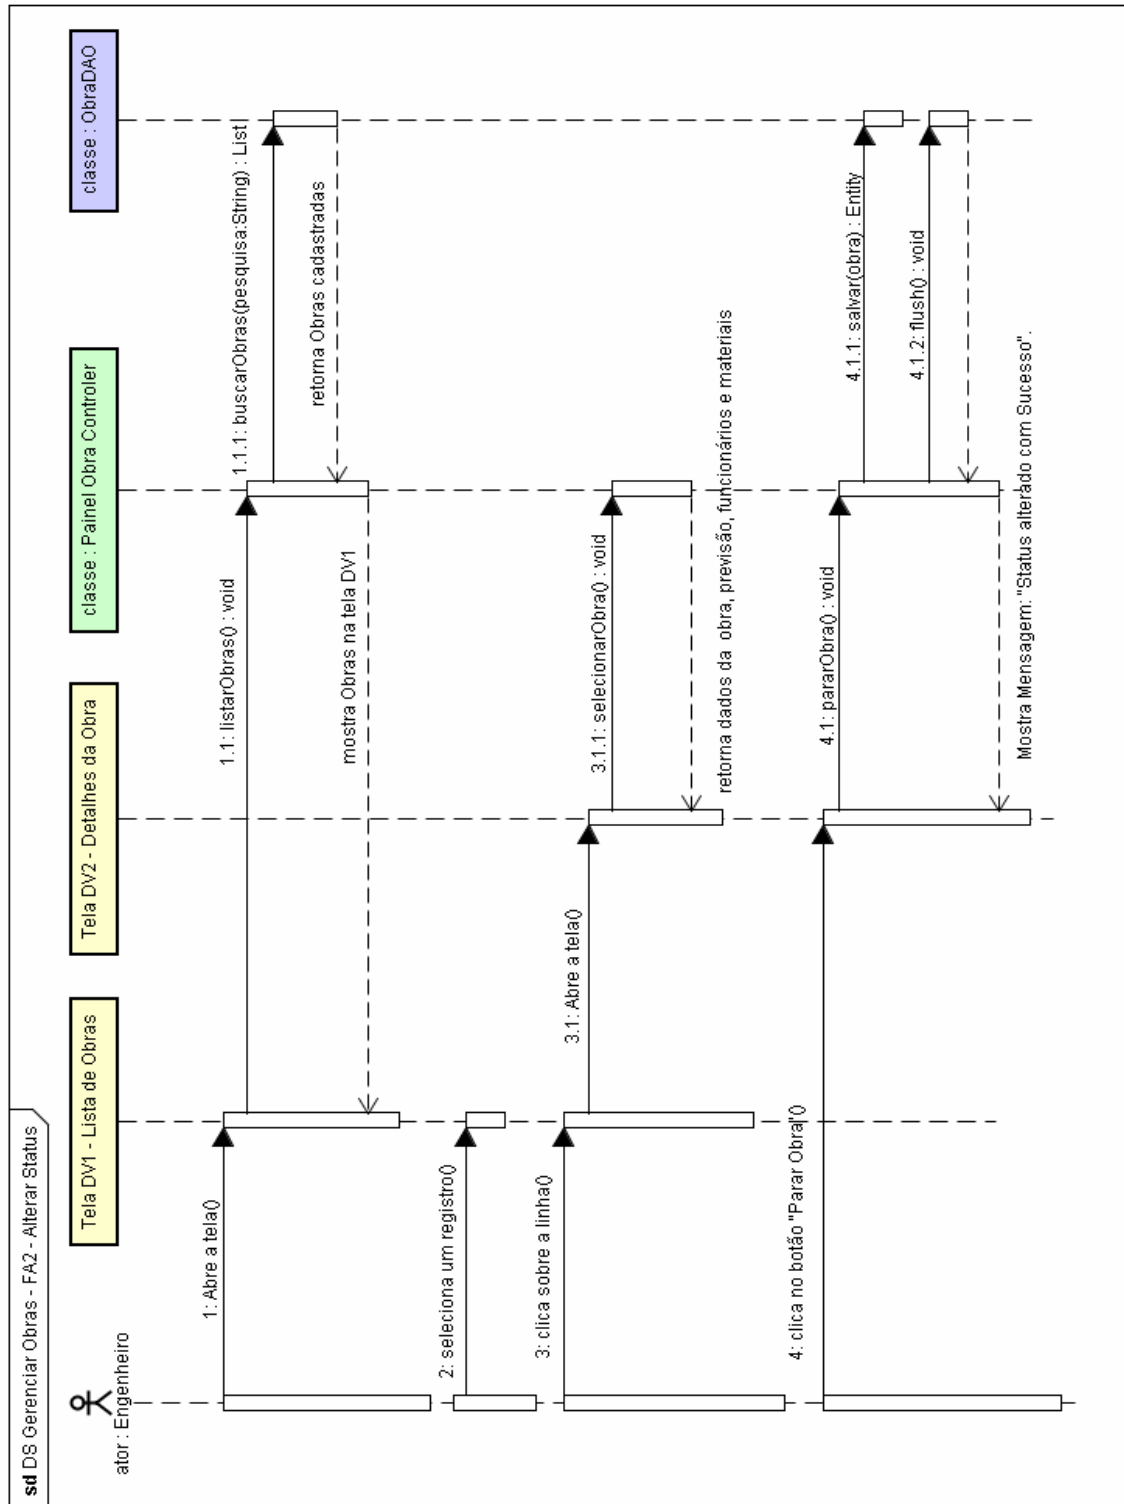 sd DS Gerenciar Obras - FA2 - Alterar Status
ator : Engenheiro
Tela DV1 - Lista de Obras
Tela DV2 - Detalhes da Obra
classe : Painel Obra Controler
classe : ObraDAO
1: Abre a tela()
1.1: listarObras() : void
1.1.1: buscarObras(pesquisa:String) : List
retorna Obras cadastradas
mostra Obras na tela DV1
2: seleciona um registro()
3: clica sobre a linha()
3.1: Abre a tela()
3.1.1: selecionarObra() : void
retorna dados da obra, previsão, funcionários e materiais
4: clica no botão "Parar Obra"()
4.1: pararObra() : void
4.1.1: salvar(obra) : Entity
4.1.2: flush() : void
Mostra Mensagem: "Status alterado com Sucesso".